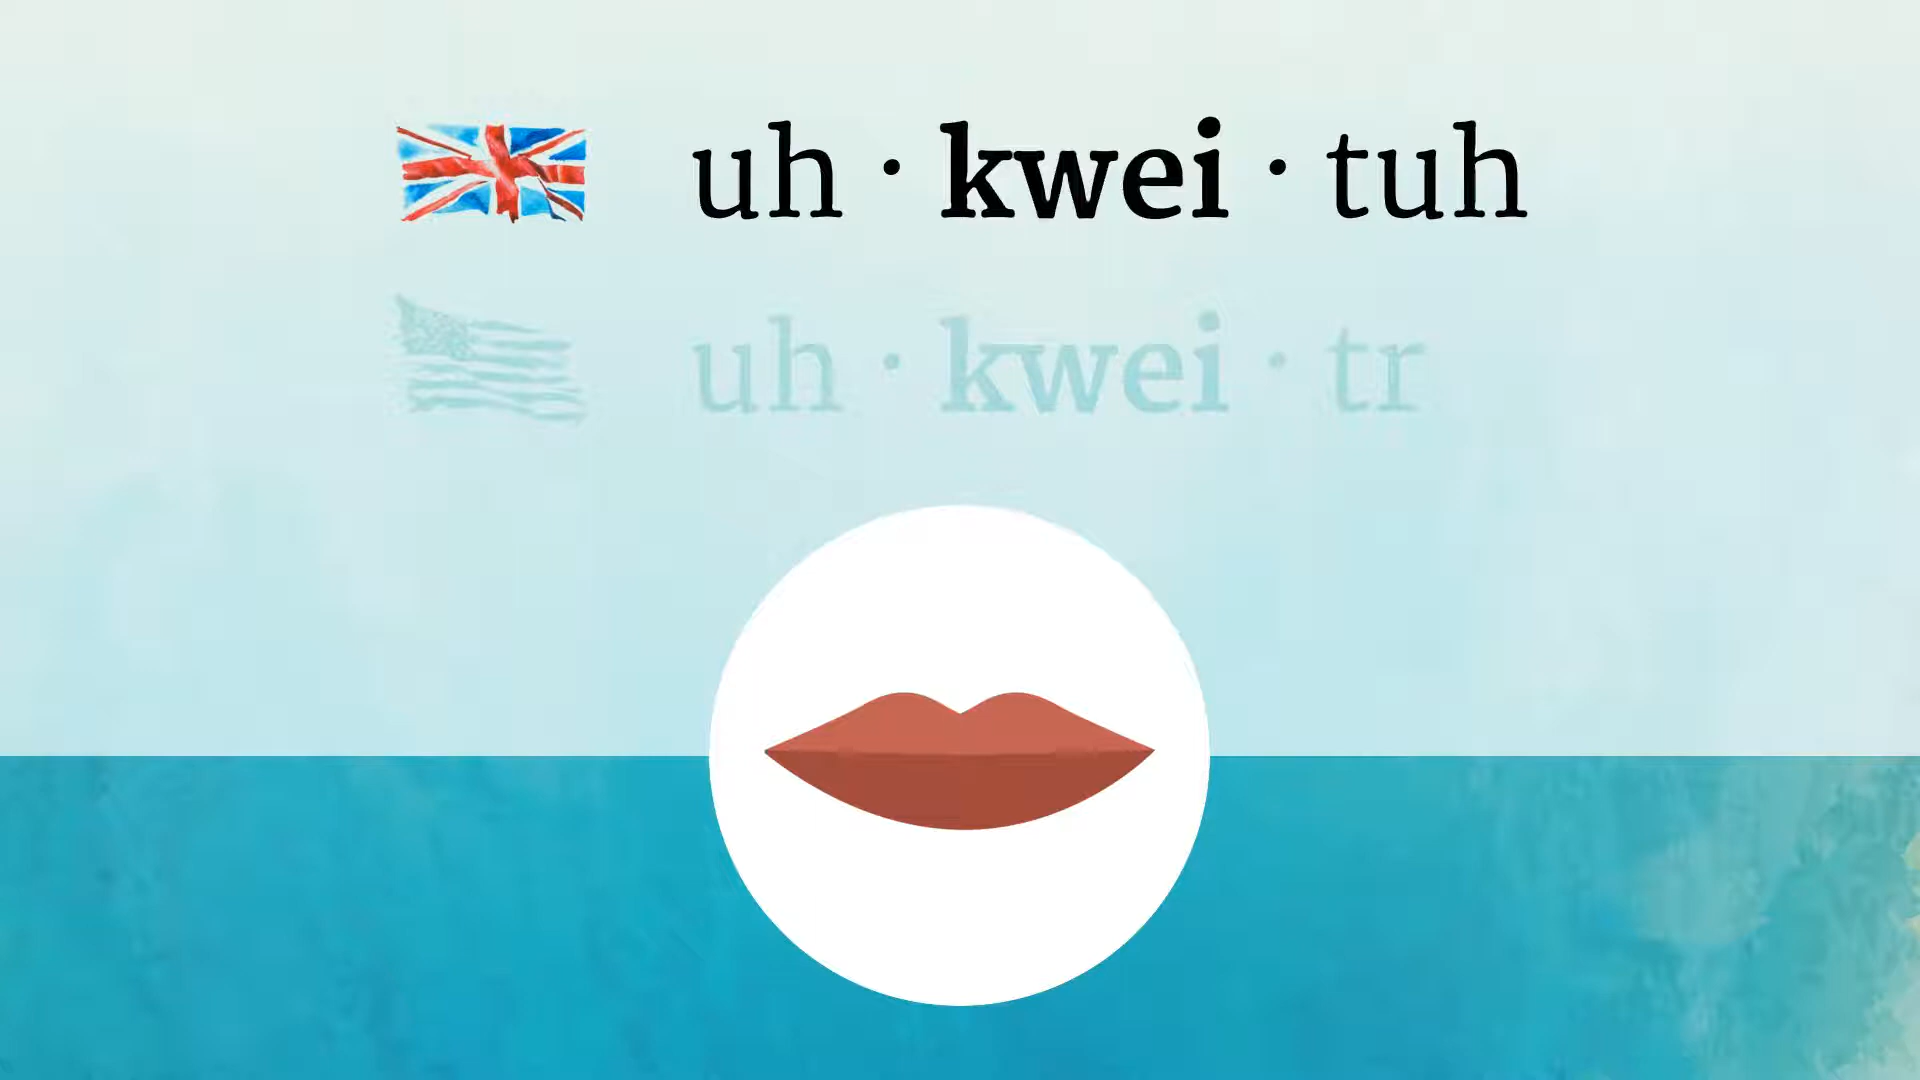 uh · kwei · tuh
uh · kwei · tr